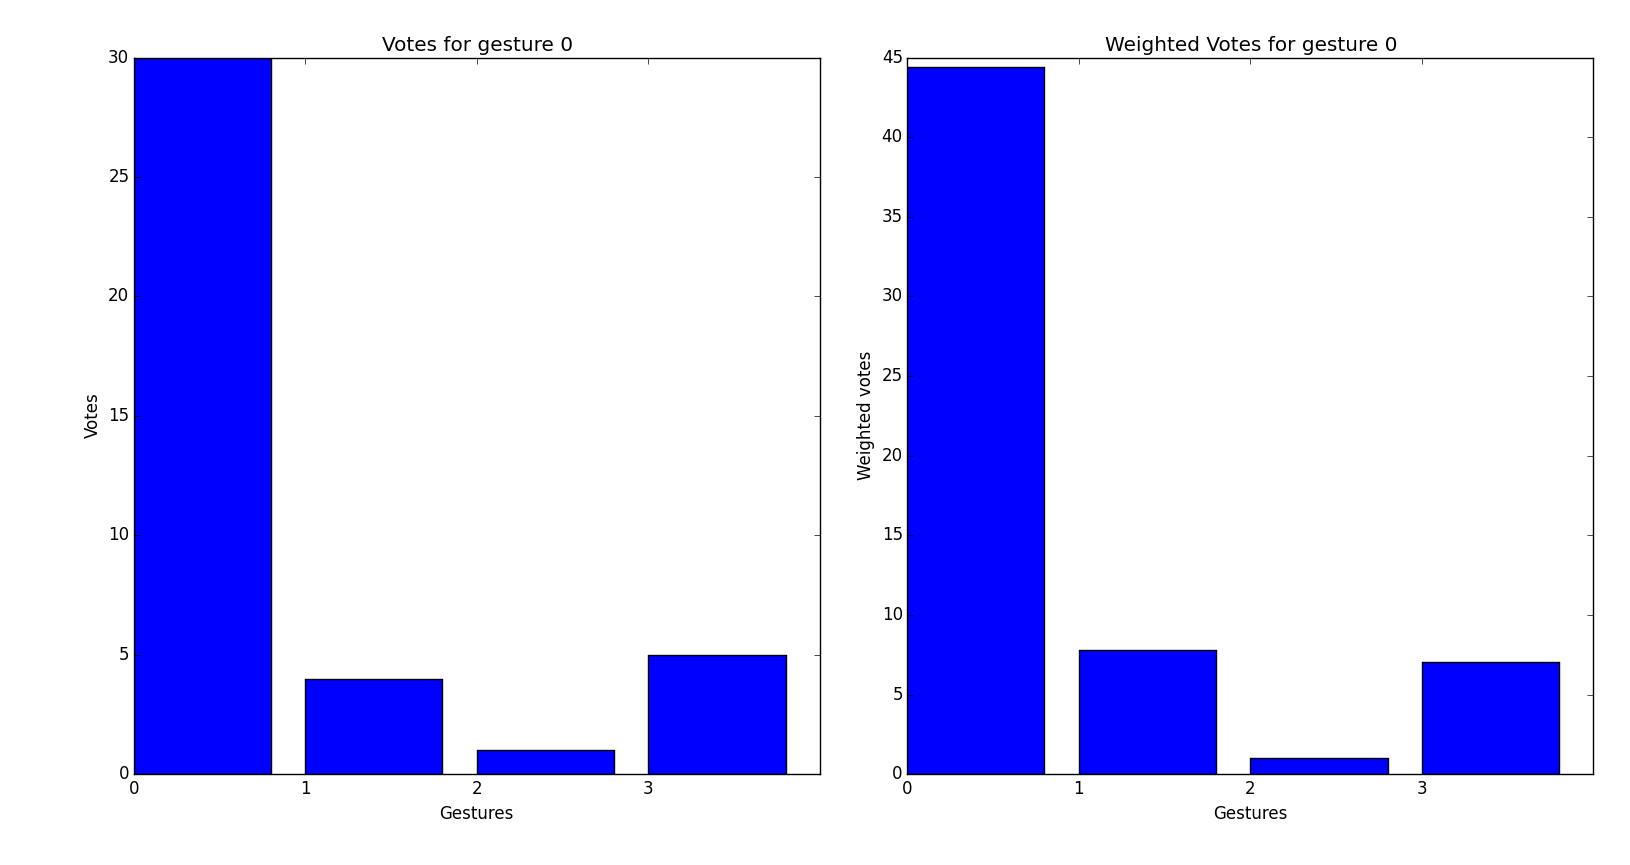 Votes for gesture 0
30
25
20
15
10
5
0
Votes
0 1 2 3
Gestures
Weighted Votes for gesture 0
45
40
35
30
25
20
15
10
5
0
Weighted votes
0 1 2 3
Gestures